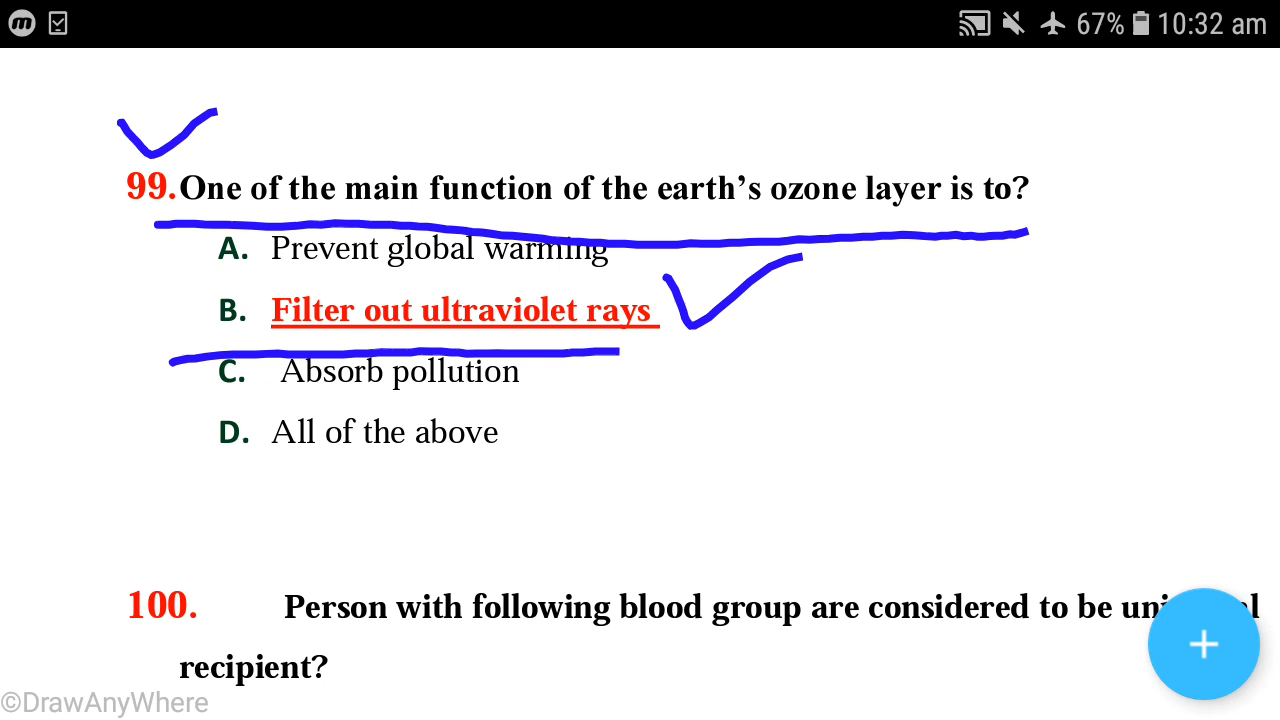 67% 10:32 am
99. One of the main function of the earth’s ozone layer is to?
A. Prevent global warming
B. Filter out ultraviolet rays
C. Absorb pollution
D. All of the above
100. Person with following blood group are considered to be
recipient?
©DrawAnyWhere